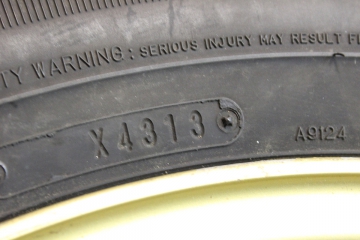 TY WARNING: SERIOUS INJURY MAY RESULT F
X4313
A9124